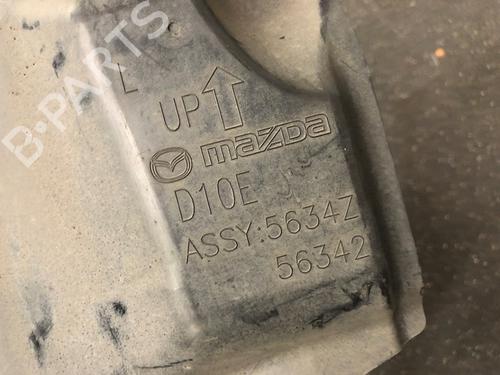 B-PARTS
L
UP
mazda
D10E
ASSY:5634Z
56342